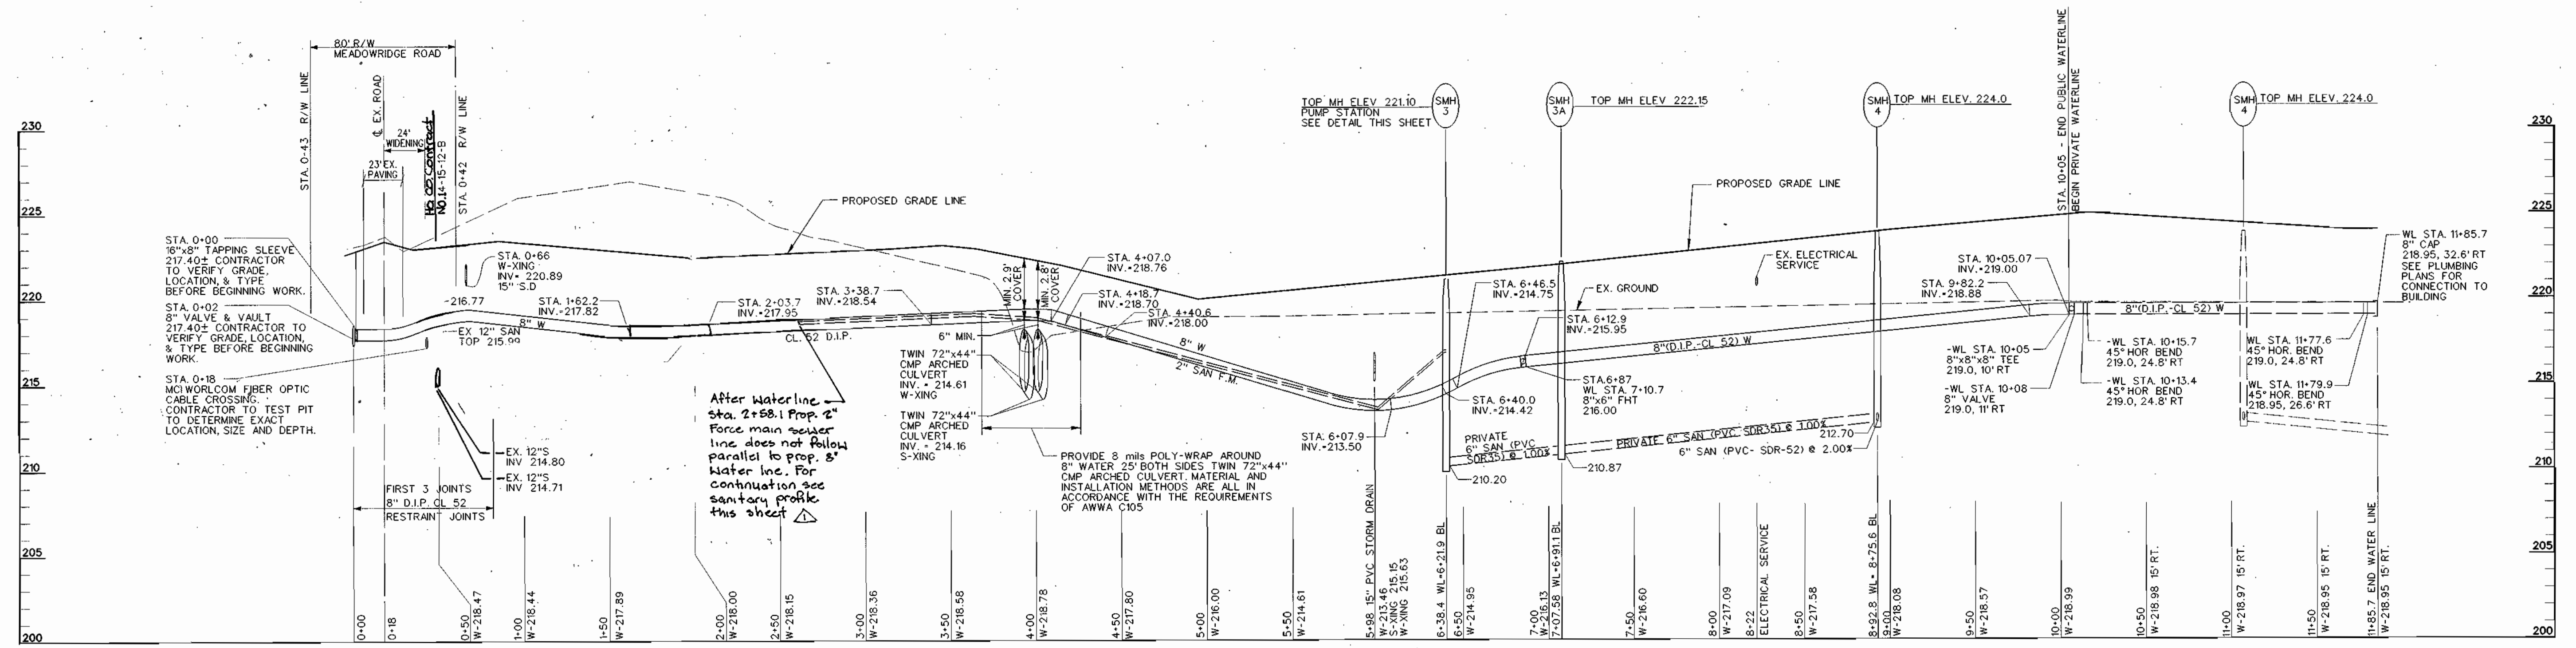 80' R/W
MEADOWRIDGE ROAD
STA. 0-43 R/W LINE
℄ EX. ROAD
24'
WIDENING
23' EX.
PAVING
Ho. Co. Contract
No. 14-15-12-B
STA. 0+42 R/W LINE
230
225
220
215
210
205
200
STA. 0+00
16"x8" TAPPING SLEEVE
217.40± CONTRACTOR
TO VERIFY GRADE,
LOCATION, & TYPE
BEFORE BEGINNING WORK.
STA. 0+02
8" VALVE & VAULT
217.40± CONTRACTOR TO
VERIFY GRADE, LOCATION,
& TYPE BEFORE BEGINNING
WORK.
STA. 0+18
MCI WORLCOM FIBER OPTIC
CABLE CROSSING.
CONTRACTOR TO TEST PIT
TO DETERMINE EXACT
LOCATION, SIZE AND DEPTH.
STA. 0+66
W-XING
INV= 220.89
15" S.D
-216.77
8" W
EX 12" SAN
TOP 215.99
STA. 1+62.2
INV.=217.82
STA. 2+03.7
INV.=217.95
PROPOSED GRADE LINE
STA. 3+38.7
INV.=218.54
CL. 52 D.I.P.
EX. 12"S
INV 214.80
EX. 12"S
INV 214.71
FIRST 3 JOINTS
8" D.I.P. CL 52
RESTRAINT JOINTS
After waterline
sta. 2+58.1 Prop. 2"
Force main sewer
line does not follow
parallel to prop. 8"
Water line. For
continuation see
sanitary profile
this sheet 1
MIN. 2.9'
COVER
MIN. 2.8'
COVER
STA. 4+07.0
INV.=218.76
STA. 4+18.7
INV.=218.70
STA. 4+40.6
INV.=218.00
6" MIN.
TWIN 72"x44"
CMP ARCHED
CULVERT
INV. = 214.61
W-XING
TWIN 72"x44"
CMP ARCHED
CULVERT
INV. = 214.16
S-XING
PROVIDE 8 mils POLY-WRAP AROUND
8" WATER 25' BOTH SIDES TWIN 72"x44"
CMP ARCHED CULVERT. MATERIAL AND
INSTALLATION METHODS ARE ALL IN
ACCORDANCE WITH THE REQUIREMENTS
OF AWWA C105
8" W
2" SAN F.M.
TOP MH ELEV 221.10
PUMP STATION
SEE DETAIL THIS SHEET
SMH
3
SMH
3A
TOP MH ELEV 222.15
SMH
4
TOP MH ELEV. 224.0
SMH
4
TOP MH ELEV. 224.0
STA. 10+05 - END PUBLIC WATERLINE
BEGIN PRIVATE WATERLINE
PROPOSED GRADE LINE
EX. ELECTRICAL
SERVICE
EX. GROUND
STA. 6+46.5
INV.=214.75
STA. 6+12.9
INV.=215.95
STA. 6+87
WL STA. 7+10.7
8"x6" FHT
216.00
STA. 6+40.0
INV.=214.42
STA. 6+07.9
INV.=213.50
8"(D.I.P.-CL 52) W
PRIVATE
6" SAN (PVC
SDR35) @ 1.00%
210.20
210.87
PRIVATE 6" SAN (PVC SDR35) @ 1.00%
6" SAN (PVC- SDR-52) @ 2.00%
212.70
STA. 9+82.2
INV.=218.88
STA. 10+05.07
INV.=219.00
-WL STA. 10+05
8"x8"x8" TEE
219.0, 10' RT
-WL STA. 10+08
8" VALVE
219.0, 11' RT
-WL STA. 10+15.7
45° HOR BEND
219.0, 24.8' RT
-WL STA. 10+13.4
45° HOR BEND
219.0, 24.8' RT
8"(D.I.P.-CL 52) W
WL STA. 11+77.6
45° HOR. BEND
219.0, 24.8' RT
WL STA. 11+79.9
45° HOR. BEND
218.95, 26.6' RT
WL STA. 11+85.7
8" CAP
218.95, 32.6' RT
SEE PLUMBING
PLANS FOR
CONNECTION TO
BUILDING
230
225
220
215
210
205
200
0+00
0+18
0+50
W-218.47
1+00
W-218.44
1+50
W-217.89
2+00
W-218.00
2+50
W-218.15
3+00
W-218.36
3+50
W-218.58
4+00
W-218.78
4+50
W-217.80
5+00
W-216.00
5+50
W-214.61
5+98 15" PVC STORM DRAIN
W-213.46
S-XING 215.15
W-XING 215.63
6+38.4 WL=6+21.9 BL
6+50
W-214.95
7+00
W-216.13
7+07.58 WL=6+91.1 BL
7+50
W-216.60
8+00
W-217.09
8+22
ELECTRICAL SERVICE
8+50
W-217.58
8+92.8 WL= 8+75.6 BL
9+00
W-218.08
9+50
W-218.57
10+00
W-218.99
10+50
W-218.98 15' RT.
11+00
W-218.97 15' RT.
11+50
W-218.95 15' RT.
11+85.7 END WATER LINE
W-218.95 15' RT.